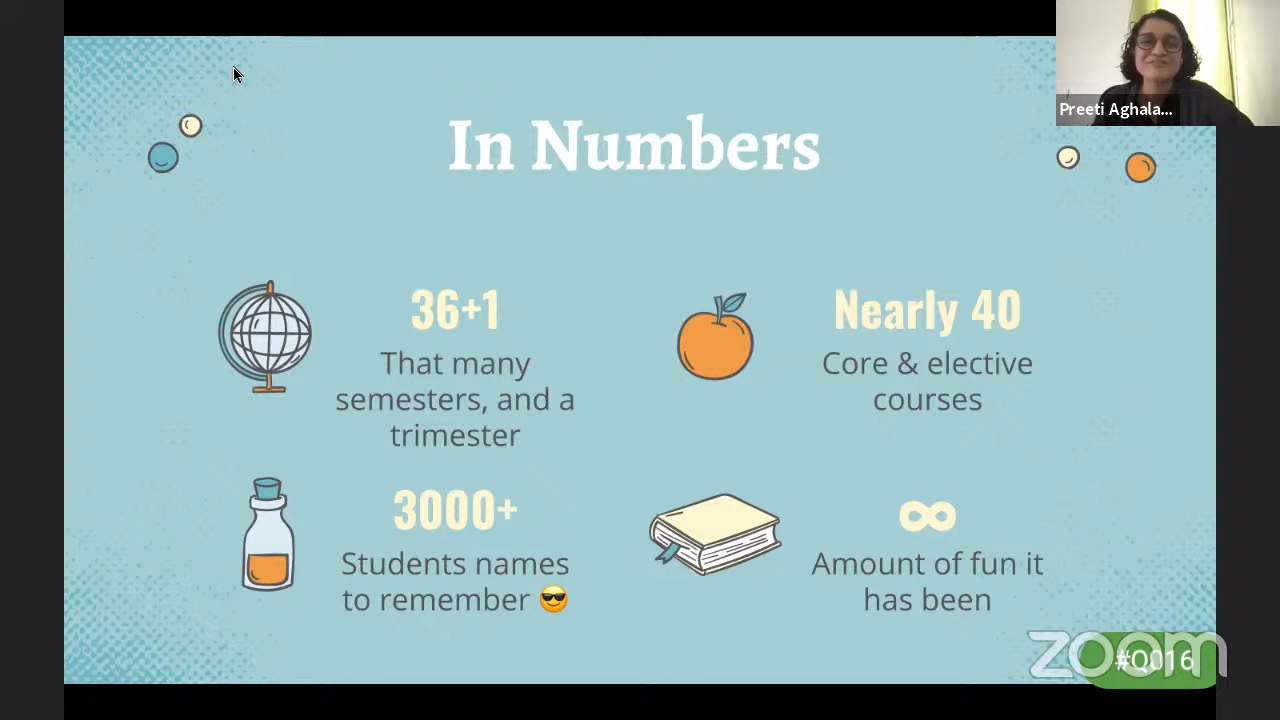 Preeti Aghala...
In Numbers
36+1
That many
semesters, and a
trimester
Nearly 40
Core & elective
courses
3000+
Students names
to remember 😎
∞
Amount of fun it
has been
zoom
#Q016